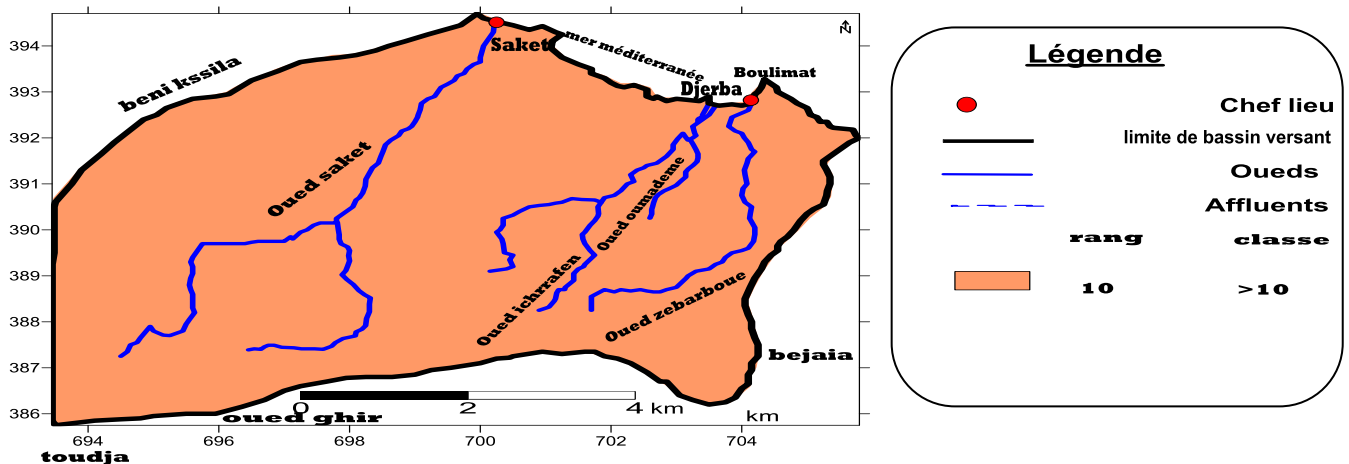 394
393
392
391
390
389
388
387
386
694
696
698
700
702
704
N
Saket
mer méditerranée
Boulimat
Djerba
beni kssila
Oued saket
Oued oumademe
Oued ichrrafen
Oued zebarboue
bejaia
0 2 4 km
km
oued ghir
toudja
Légende
Chef lieu
limite de bassin versant
Oueds
Affluents
rang classe
10 >10